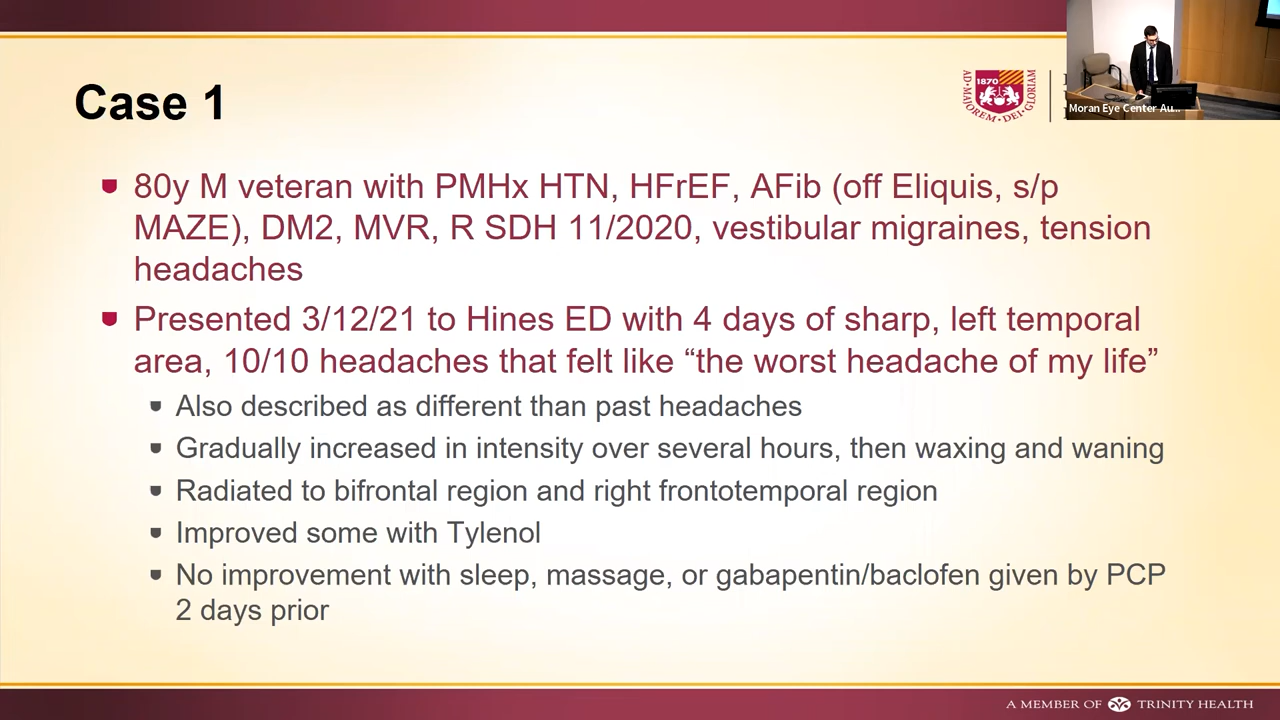 Case 1
1870
AD•MAJOREM•DEI•GLORIAM
Moran Eye Center Au...
80y M veteran with PMHx HTN, HFrEF, AFib (off Eliquis, s/p
MAZE), DM2, MVR, R SDH 11/2020, vestibular migraines, tension
headaches
Presented 3/12/21 to Hines ED with 4 days of sharp, left temporal
area, 10/10 headaches that felt like “the worst headache of my life”
Also described as different than past headaches
Gradually increased in intensity over several hours, then waxing and waning
Radiated to bifrontal region and right frontotemporal region
Improved some with Tylenol
No improvement with sleep, massage, or gabapentin/baclofen given by PCP
2 days prior
A MEMBER OF TRINITY HEALTH